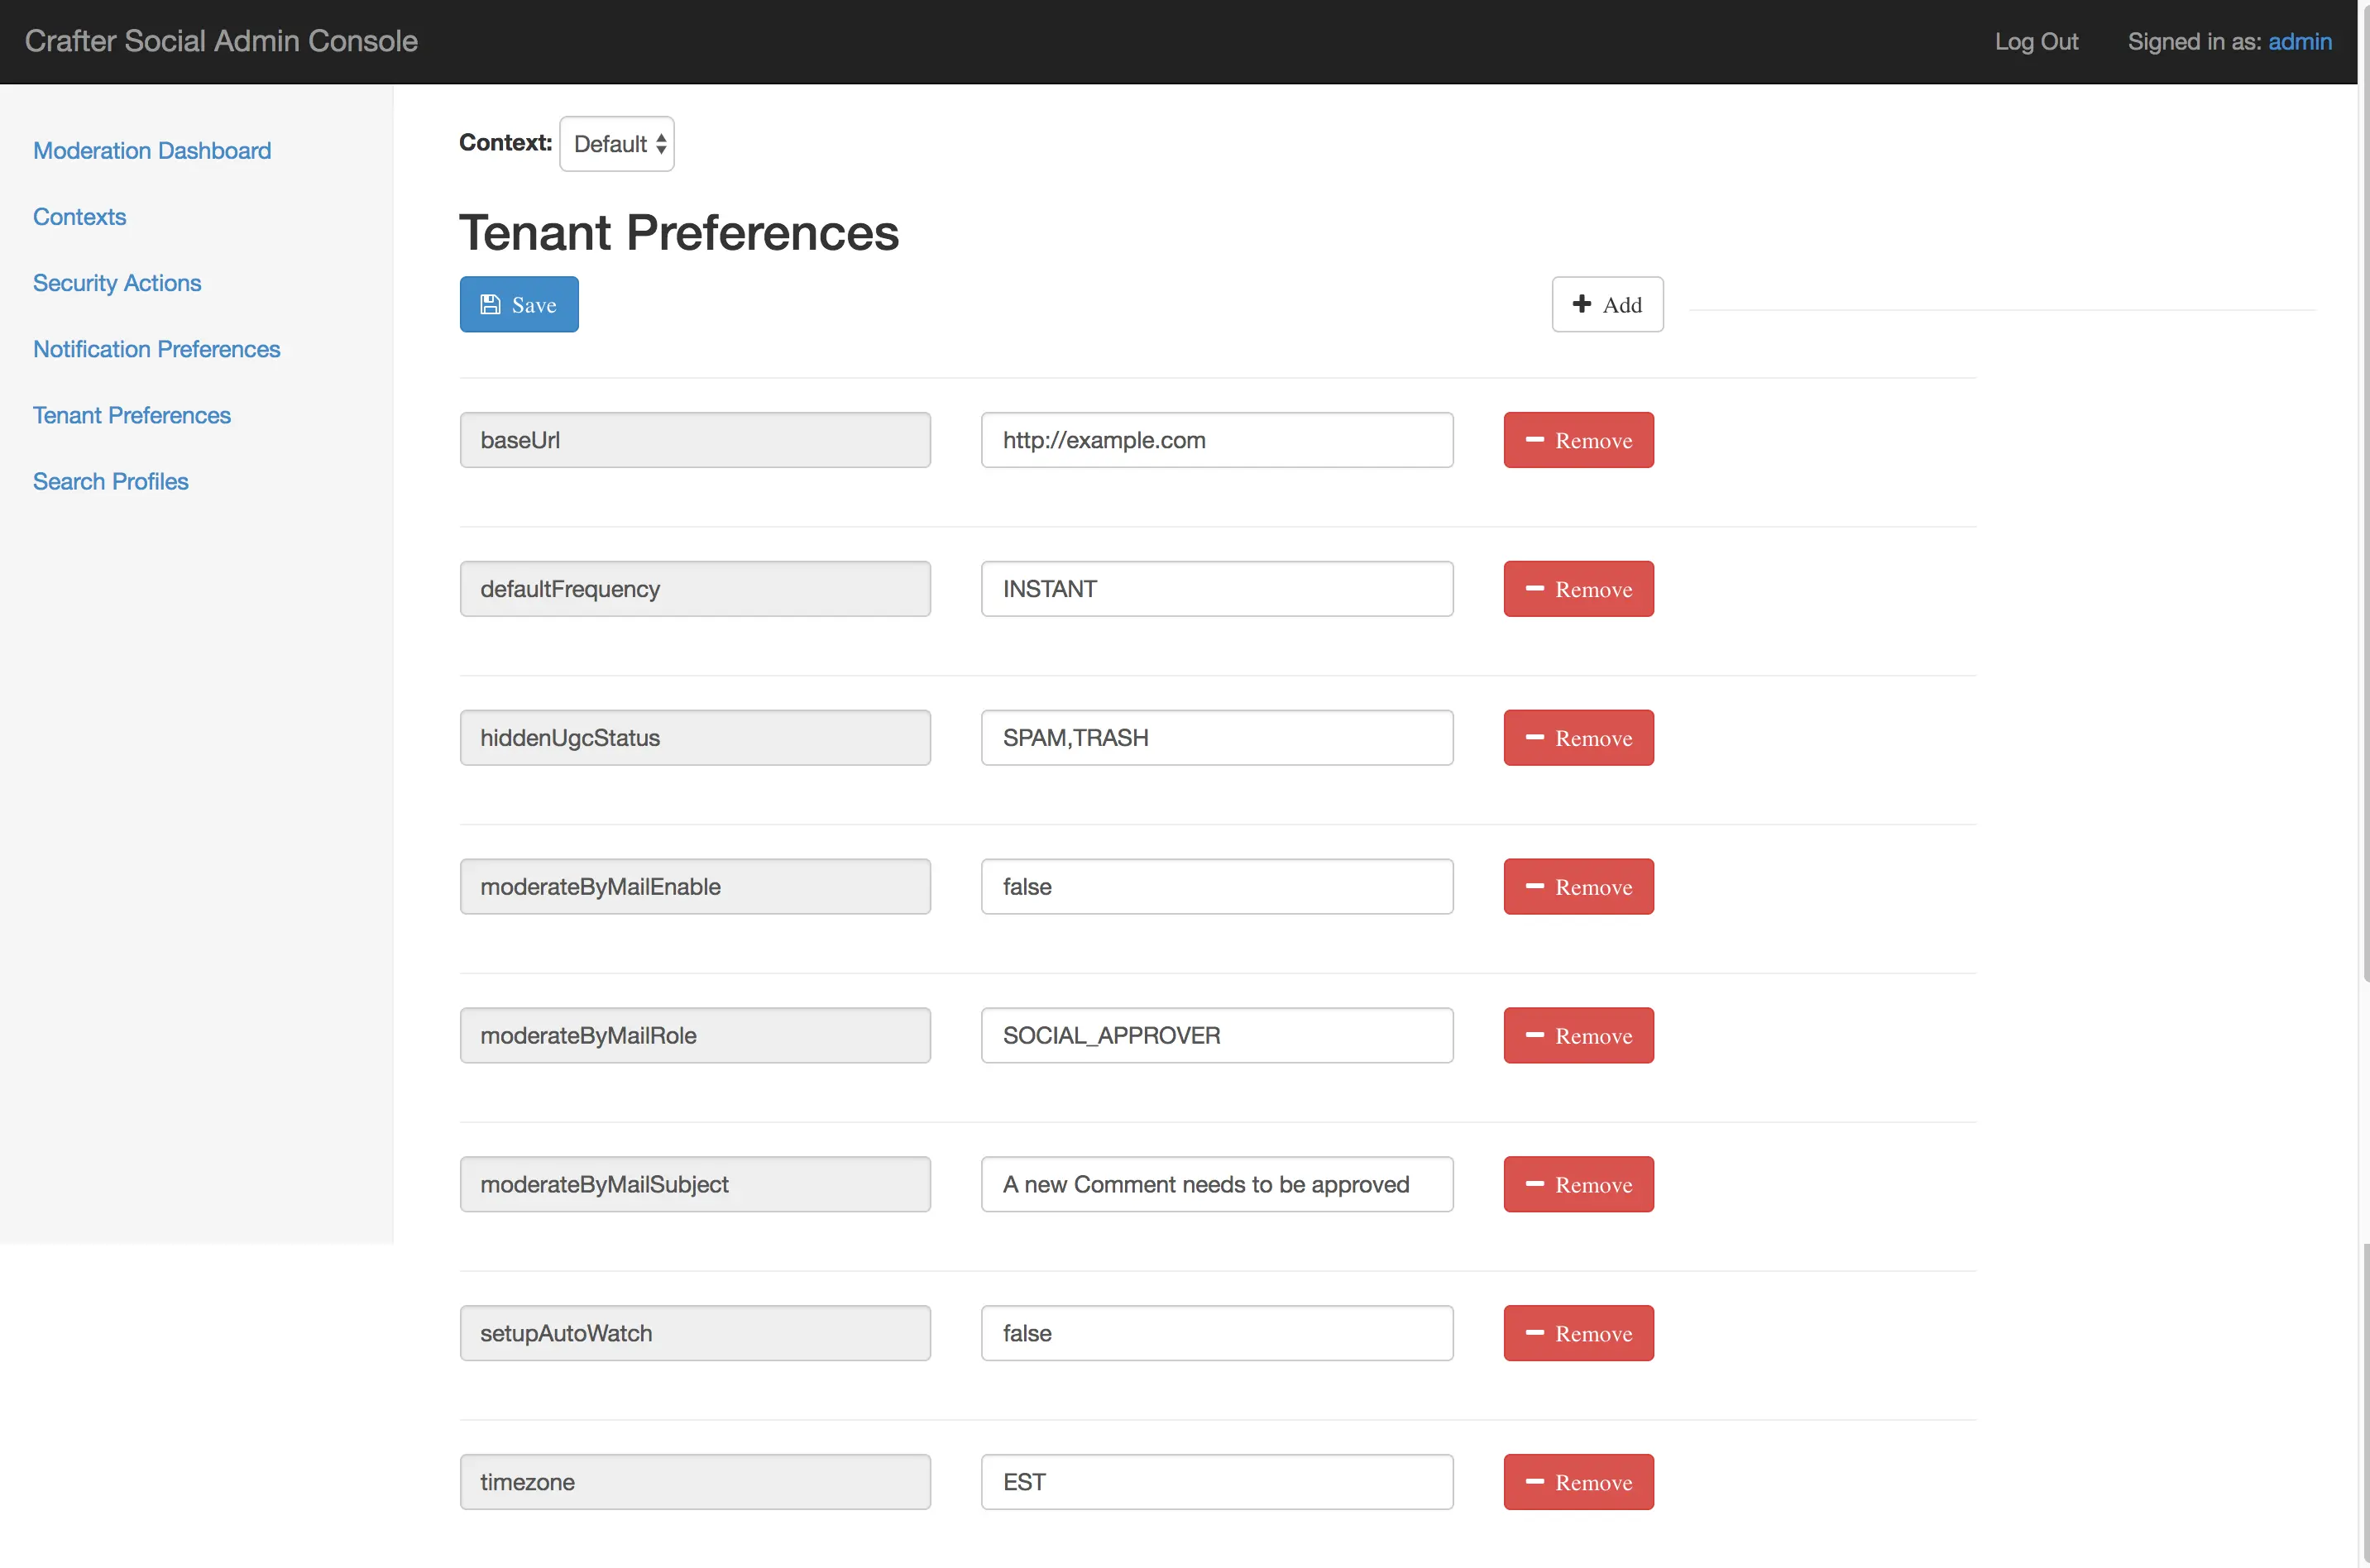 Crafter Social Admin Console Log Out Signed in as: admin
Moderation Dashboard
Contexts
Security Actions
Notification Preferences
Tenant Preferences
Search Profiles
Context: Default
Tenant Preferences
Save Add
baseUrl http://example.com Remove
defaultFrequency INSTANT Remove
hiddenUgcStatus SPAM,TRASH Remove
moderateByMailEnable false Remove
moderateByMailRole SOCIAL_APPROVER Remove
moderateByMailSubject A new Comment needs to be approved Remove
setupAutoWatch false Remove
timezone EST Remove